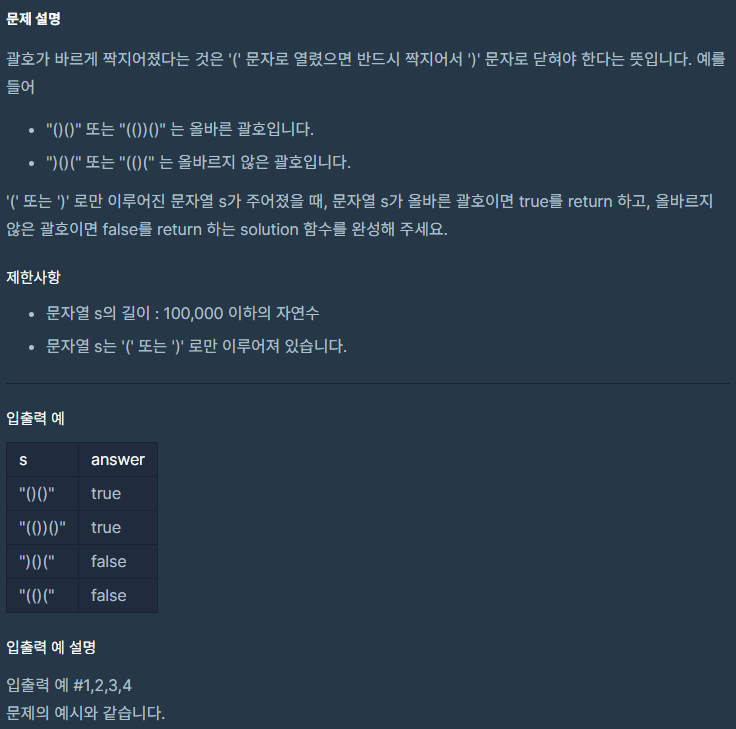 문제 설명
괄호가 바르게 짝지어졌다는 것은 '(' 문자로 열렸으면 반드시 짝지어서 ')' 문자로 닫혀야 한다는 뜻입니다. 예를
들어
• "()()" 또는 "(())()" 는 올바른 괄호입니다.
• ")()(" 또는 "(()(" 는 올바르지 않은 괄호입니다.
'(' 또는 ')' 로만 이루어진 문자열 s가 주어졌을 때, 문자열 s가 올바른 괄호이면 true를 return 하고, 올바르지
않은 괄호이면 false를 return 하는 solution 함수를 완성해 주세요.
제한사항
• 문자열 s의 길이 : 100,000 이하의 자연수
• 문자열 s는 '(' 또는 ')' 로만 이루어져 있습니다.
입출력 예
s answer
"()()" true
"(())()" true
")()(" false
"(()(" false
입출력 예 설명
입출력 예 #1,2,3,4
문제의 예시와 같습니다.